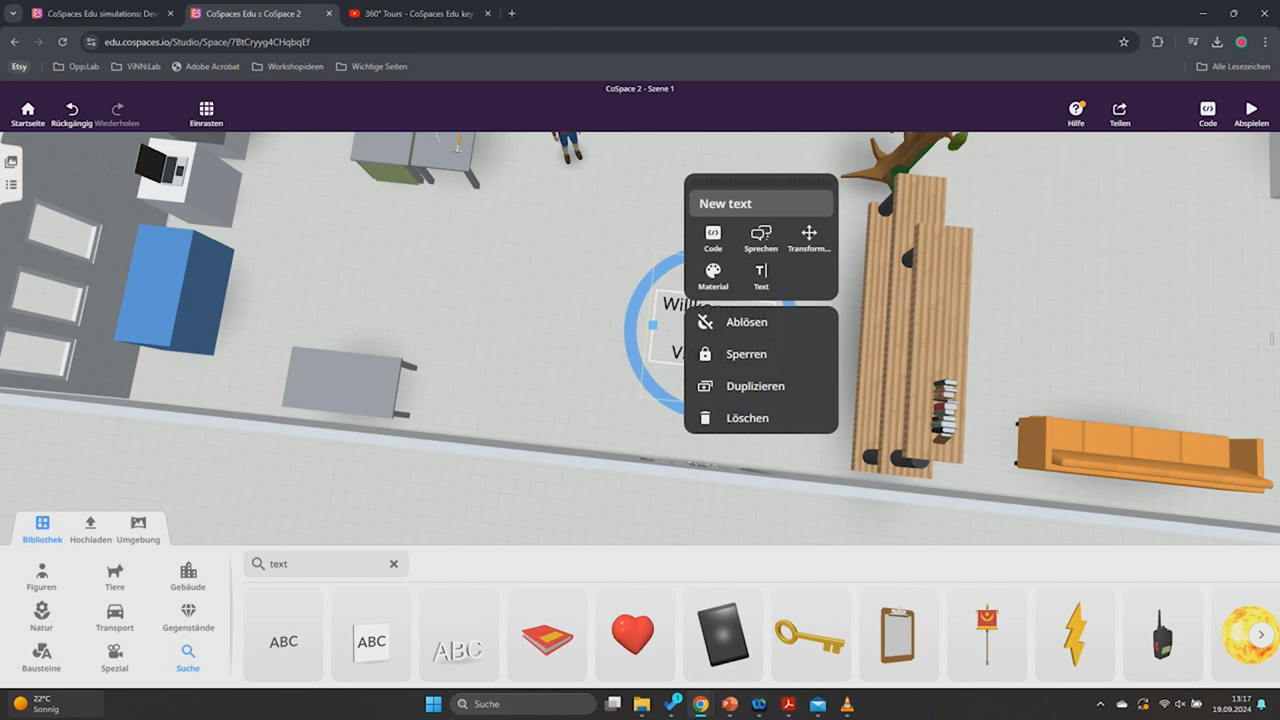 CoSpaces Edu simulations: Dev
CoSpaces Edu :: CoSpace 2
360° Tours - CoSpaces Edu key
edu.cospaces.io/Studio/Space/7BtCryyg4CHqbqEf
Etsy
Opp:Lab
ViNN:Lab
Adobe Acrobat
Workshopideen
Wichtige Seiten
Alle Lesezeichen
CoSpace 2 - Szene 1
Startseite
Rückgängig
Wiederholen
Einrasten
Hilfe
Teilen
Code
Abspielen
New text
Code
Sprechen
Transform...
Material
Text
Ablösen
Sperren
Duplizieren
Löschen
Bibliothek
Hochladen
Umgebung
text
Figuren
Tiere
Gebäude
Natur
Transport
Gegenstände
Bausteine
Spezial
Suche
ABC
ABC
ABC
22°C
Sonnig
Suche
1
13:17
19.09.2024